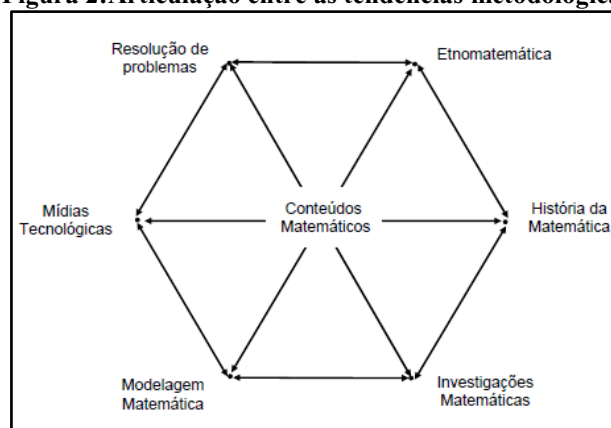 Figura 2:Articulação entre as tendências metodológic
Resolução de
problemas
Etnomatemática
Mídias
Tecnológicas
Conteúdos
Matemáticos
História da
Matemática
Modelagem
Matemática
Investigações
Matemáticas